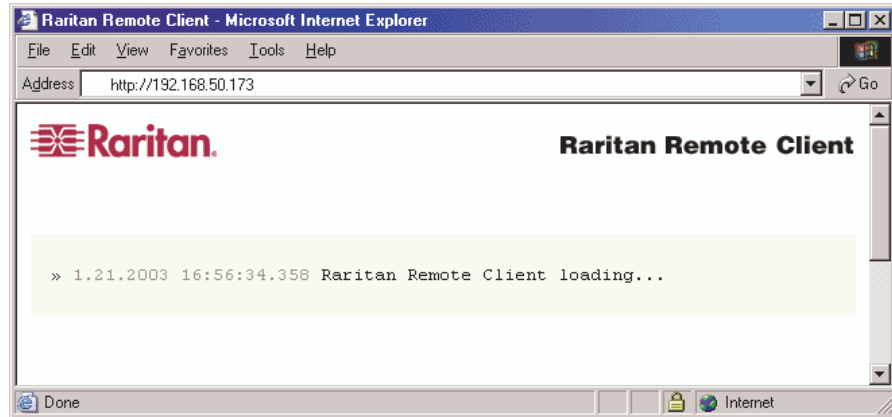 Raritan Remote Client - Microsoft Internet Explorer
File Edit View Favorites Tools Help
Address http://192.168.50.173 Go
Raritan. Raritan Remote Client
» 1.21.2003 16:56:34.358 Raritan Remote Client loading...
Done Internet